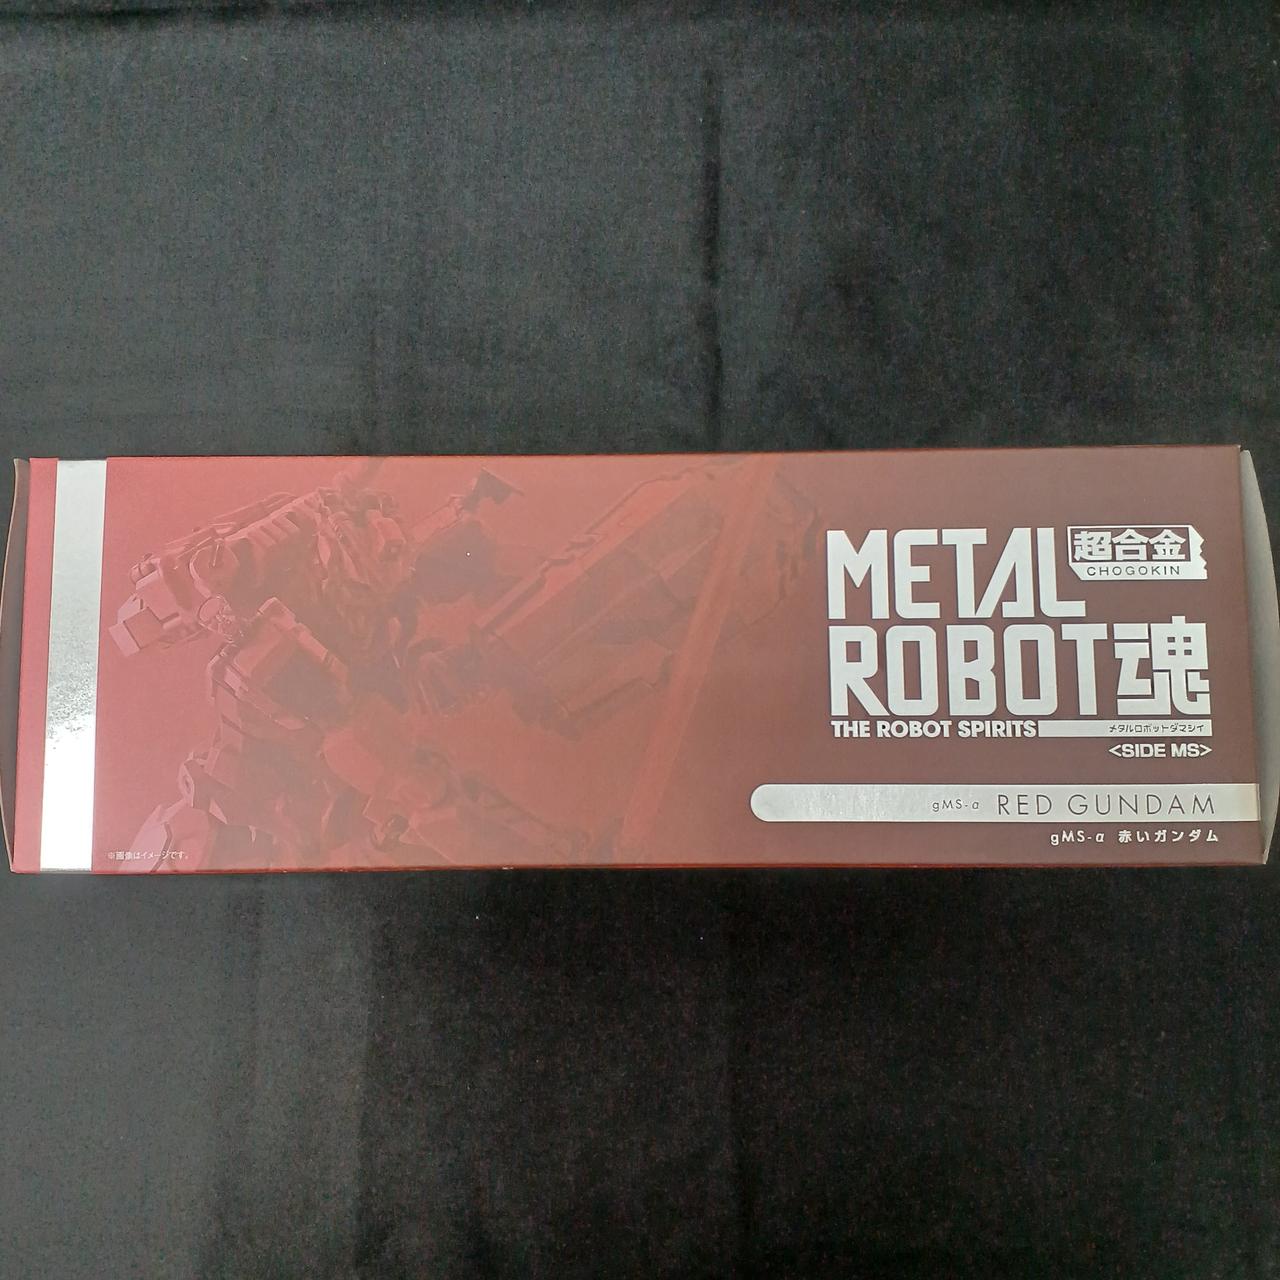 METAL
超合金
CHOGOKIN
ROBOT魂
THE ROBOT SPIRITS
メタルロボットダマシイ
<SIDE MS>
gMS-α RED GUNDAM
gMS-α 赤いガンダム
※画像はイメージです。